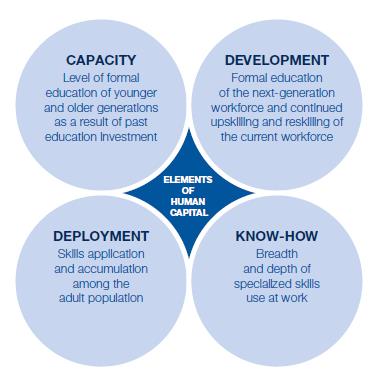 CAPACITY
Level of formal
education of younger
and older generations
as a result of past
education investment
DEVELOPMENT
Formal education
of the next-generation
workforce and continued
upskilling and reskilling of
the current workforce
ELEMENTS
OF
HUMAN
CAPITAL
DEPLOYMENT
Skills application
and accumulation
among the
adult population
KNOW-HOW
Breadth
and depth of
specialized skills
use at work